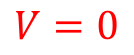 V = 0